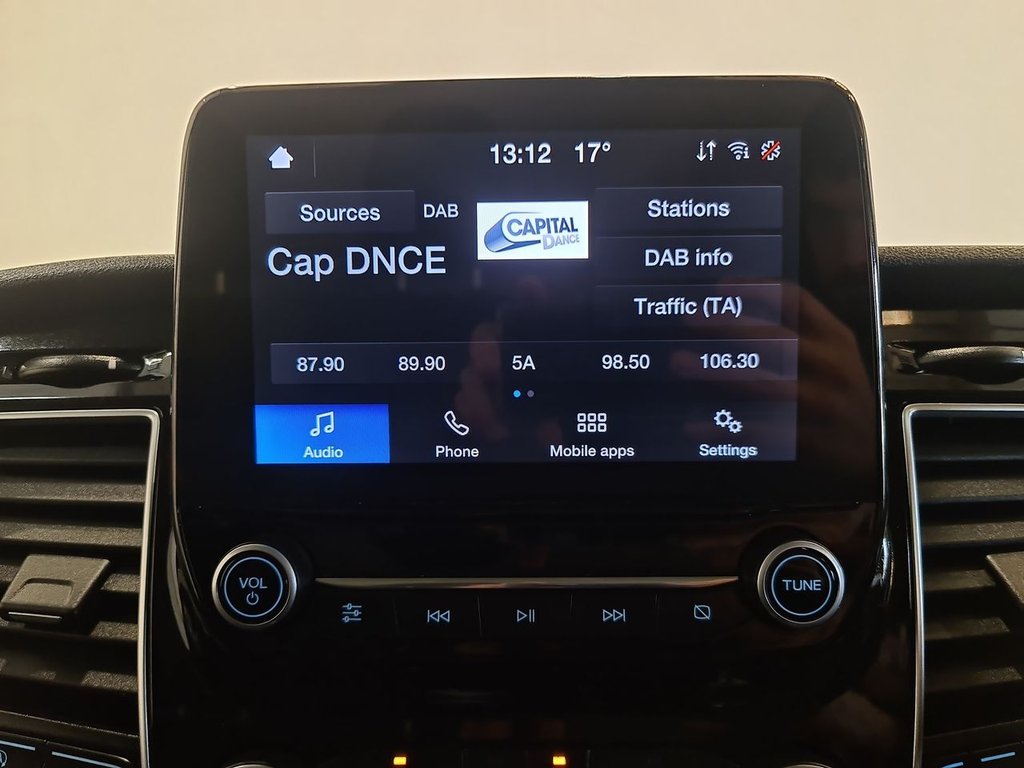 13:12 17°
Sources DAB
CAPITAL
DANCE
Stations
Cap DNCE
DAB info
Traffic (TA)
87.90 89.90 5A 98.50 106.30
Audio Phone Mobile apps Settings
VOL
TUNE